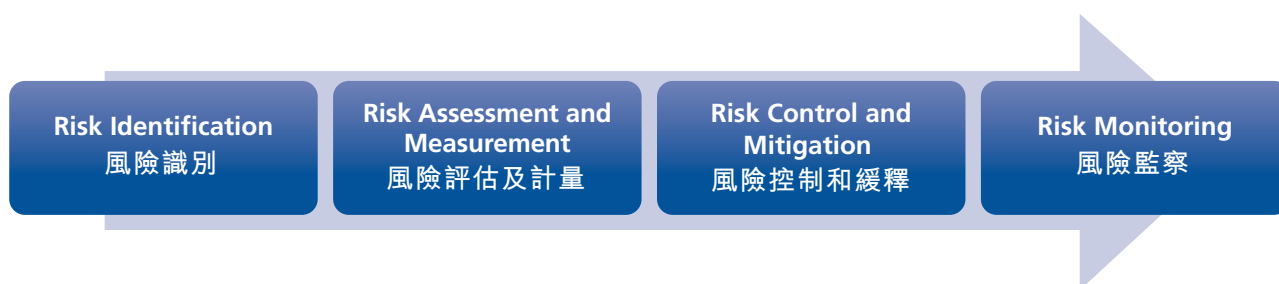 Risk Identification
風險識別
Risk Assessment and
Measurement
風險評估及計量
Risk Control and
Mitigation
風險控制和緩釋
Risk Monitoring
風險監察